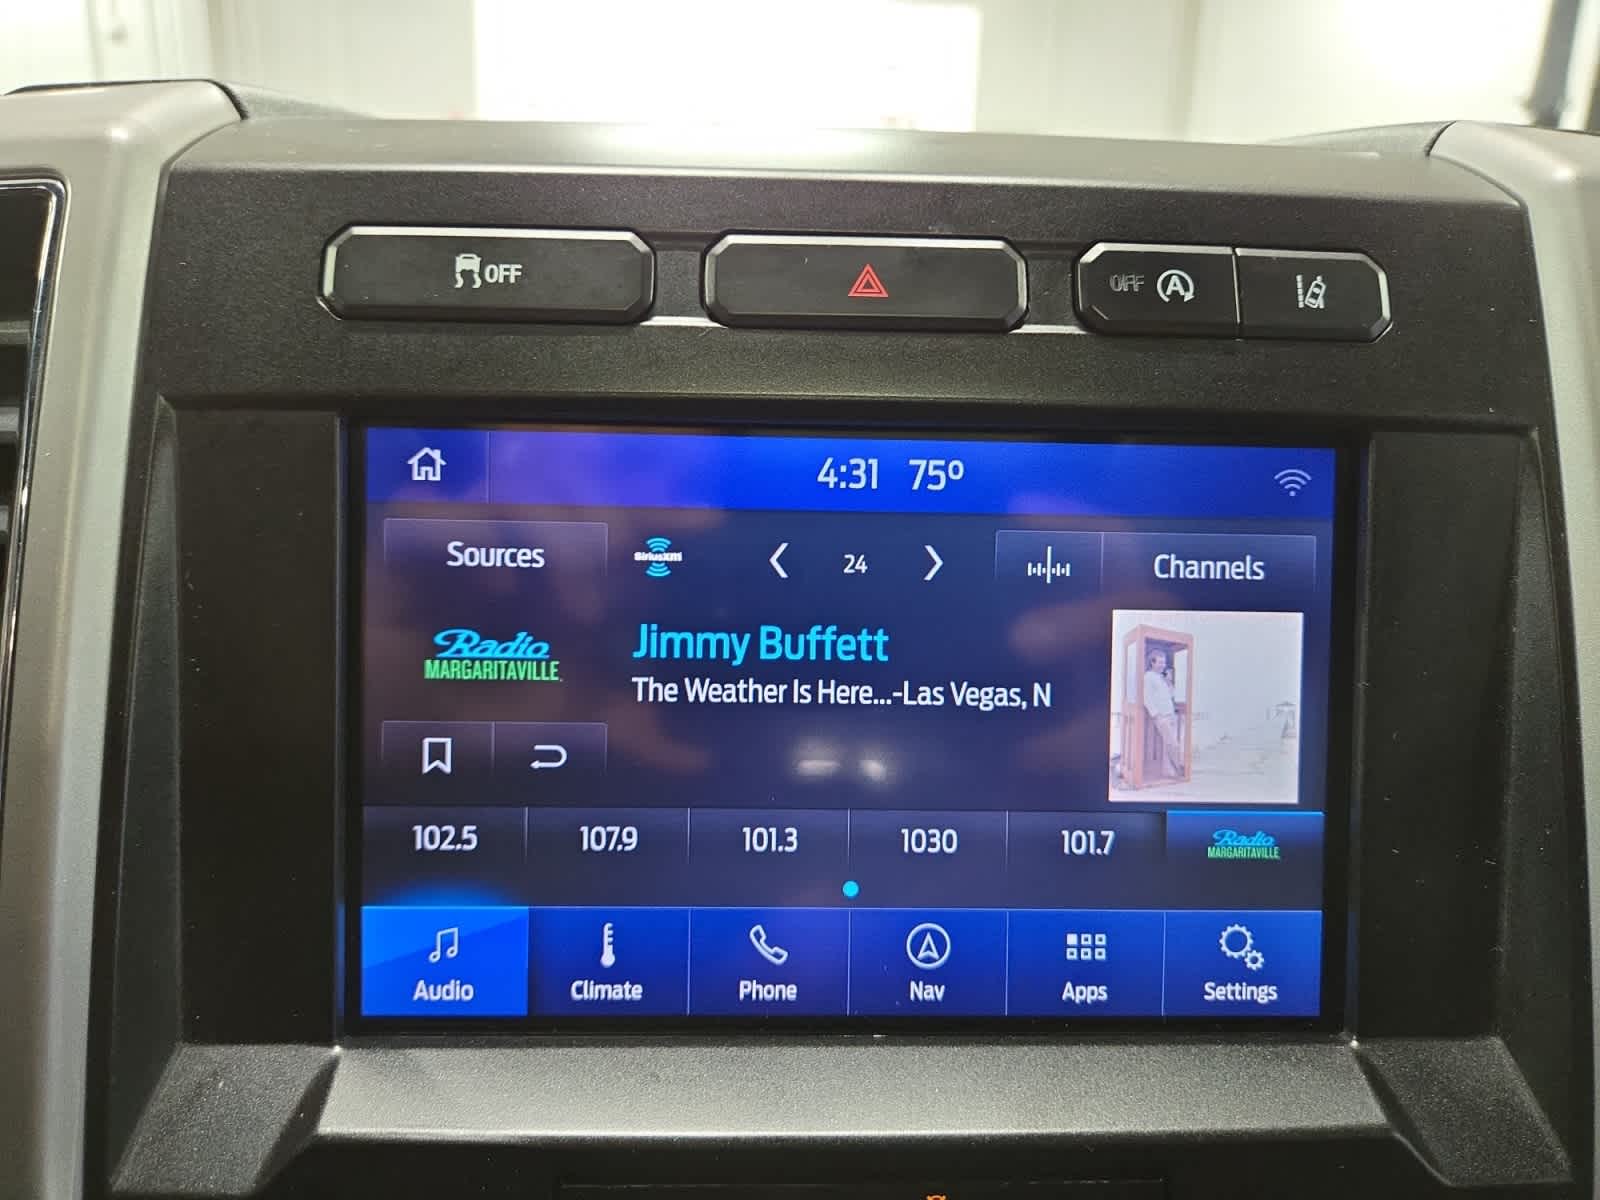 OFF
OFF A
4:31 75º
Sources
SiriusXM
24
Channels
Radio
MARGARITAVILLE
Jimmy Buffett
The Weather Is Here...-Las Vegas, N
102.5
107.9
101.3
1030
101.7
Radio
MARGARITAVILLE
Audio
Climate
Phone
Nav
Apps
Settings